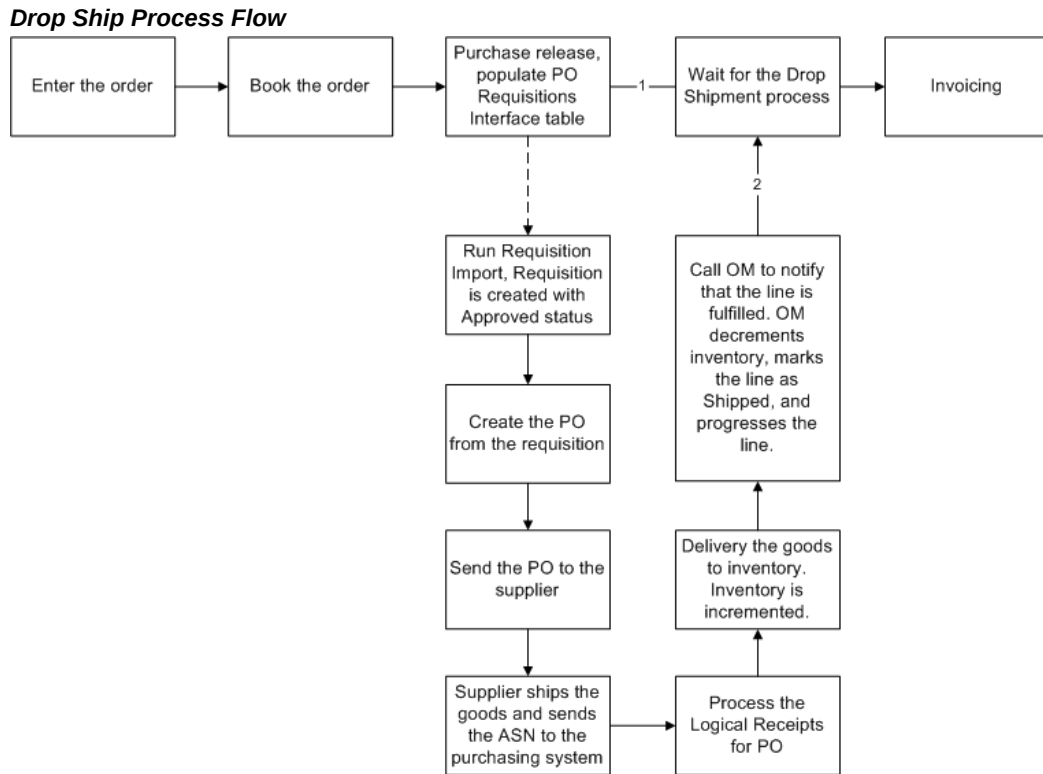 Drop Ship Process Flow
Enter the order
Book the order
Purchase release,
populate PO
Requisitions
Interface table
1
Wait for the Drop
Shipment process
Invoicing
2
Run Requisition
Import, Requisition
is created with
Approved status
Call OM to notify
that the line is
fulfilled. OM
decrements
inventory, marks
the line as
Shipped, and
progresses the
line.
Create the PO
from the requisition
Send the PO to the
supplier
Delivery the goods
to inventory.
Inventory is
incremented.
Supplier ships the
goods and sends
the ASN to the
purchasing system
Process the
Logical Receipts
for PO